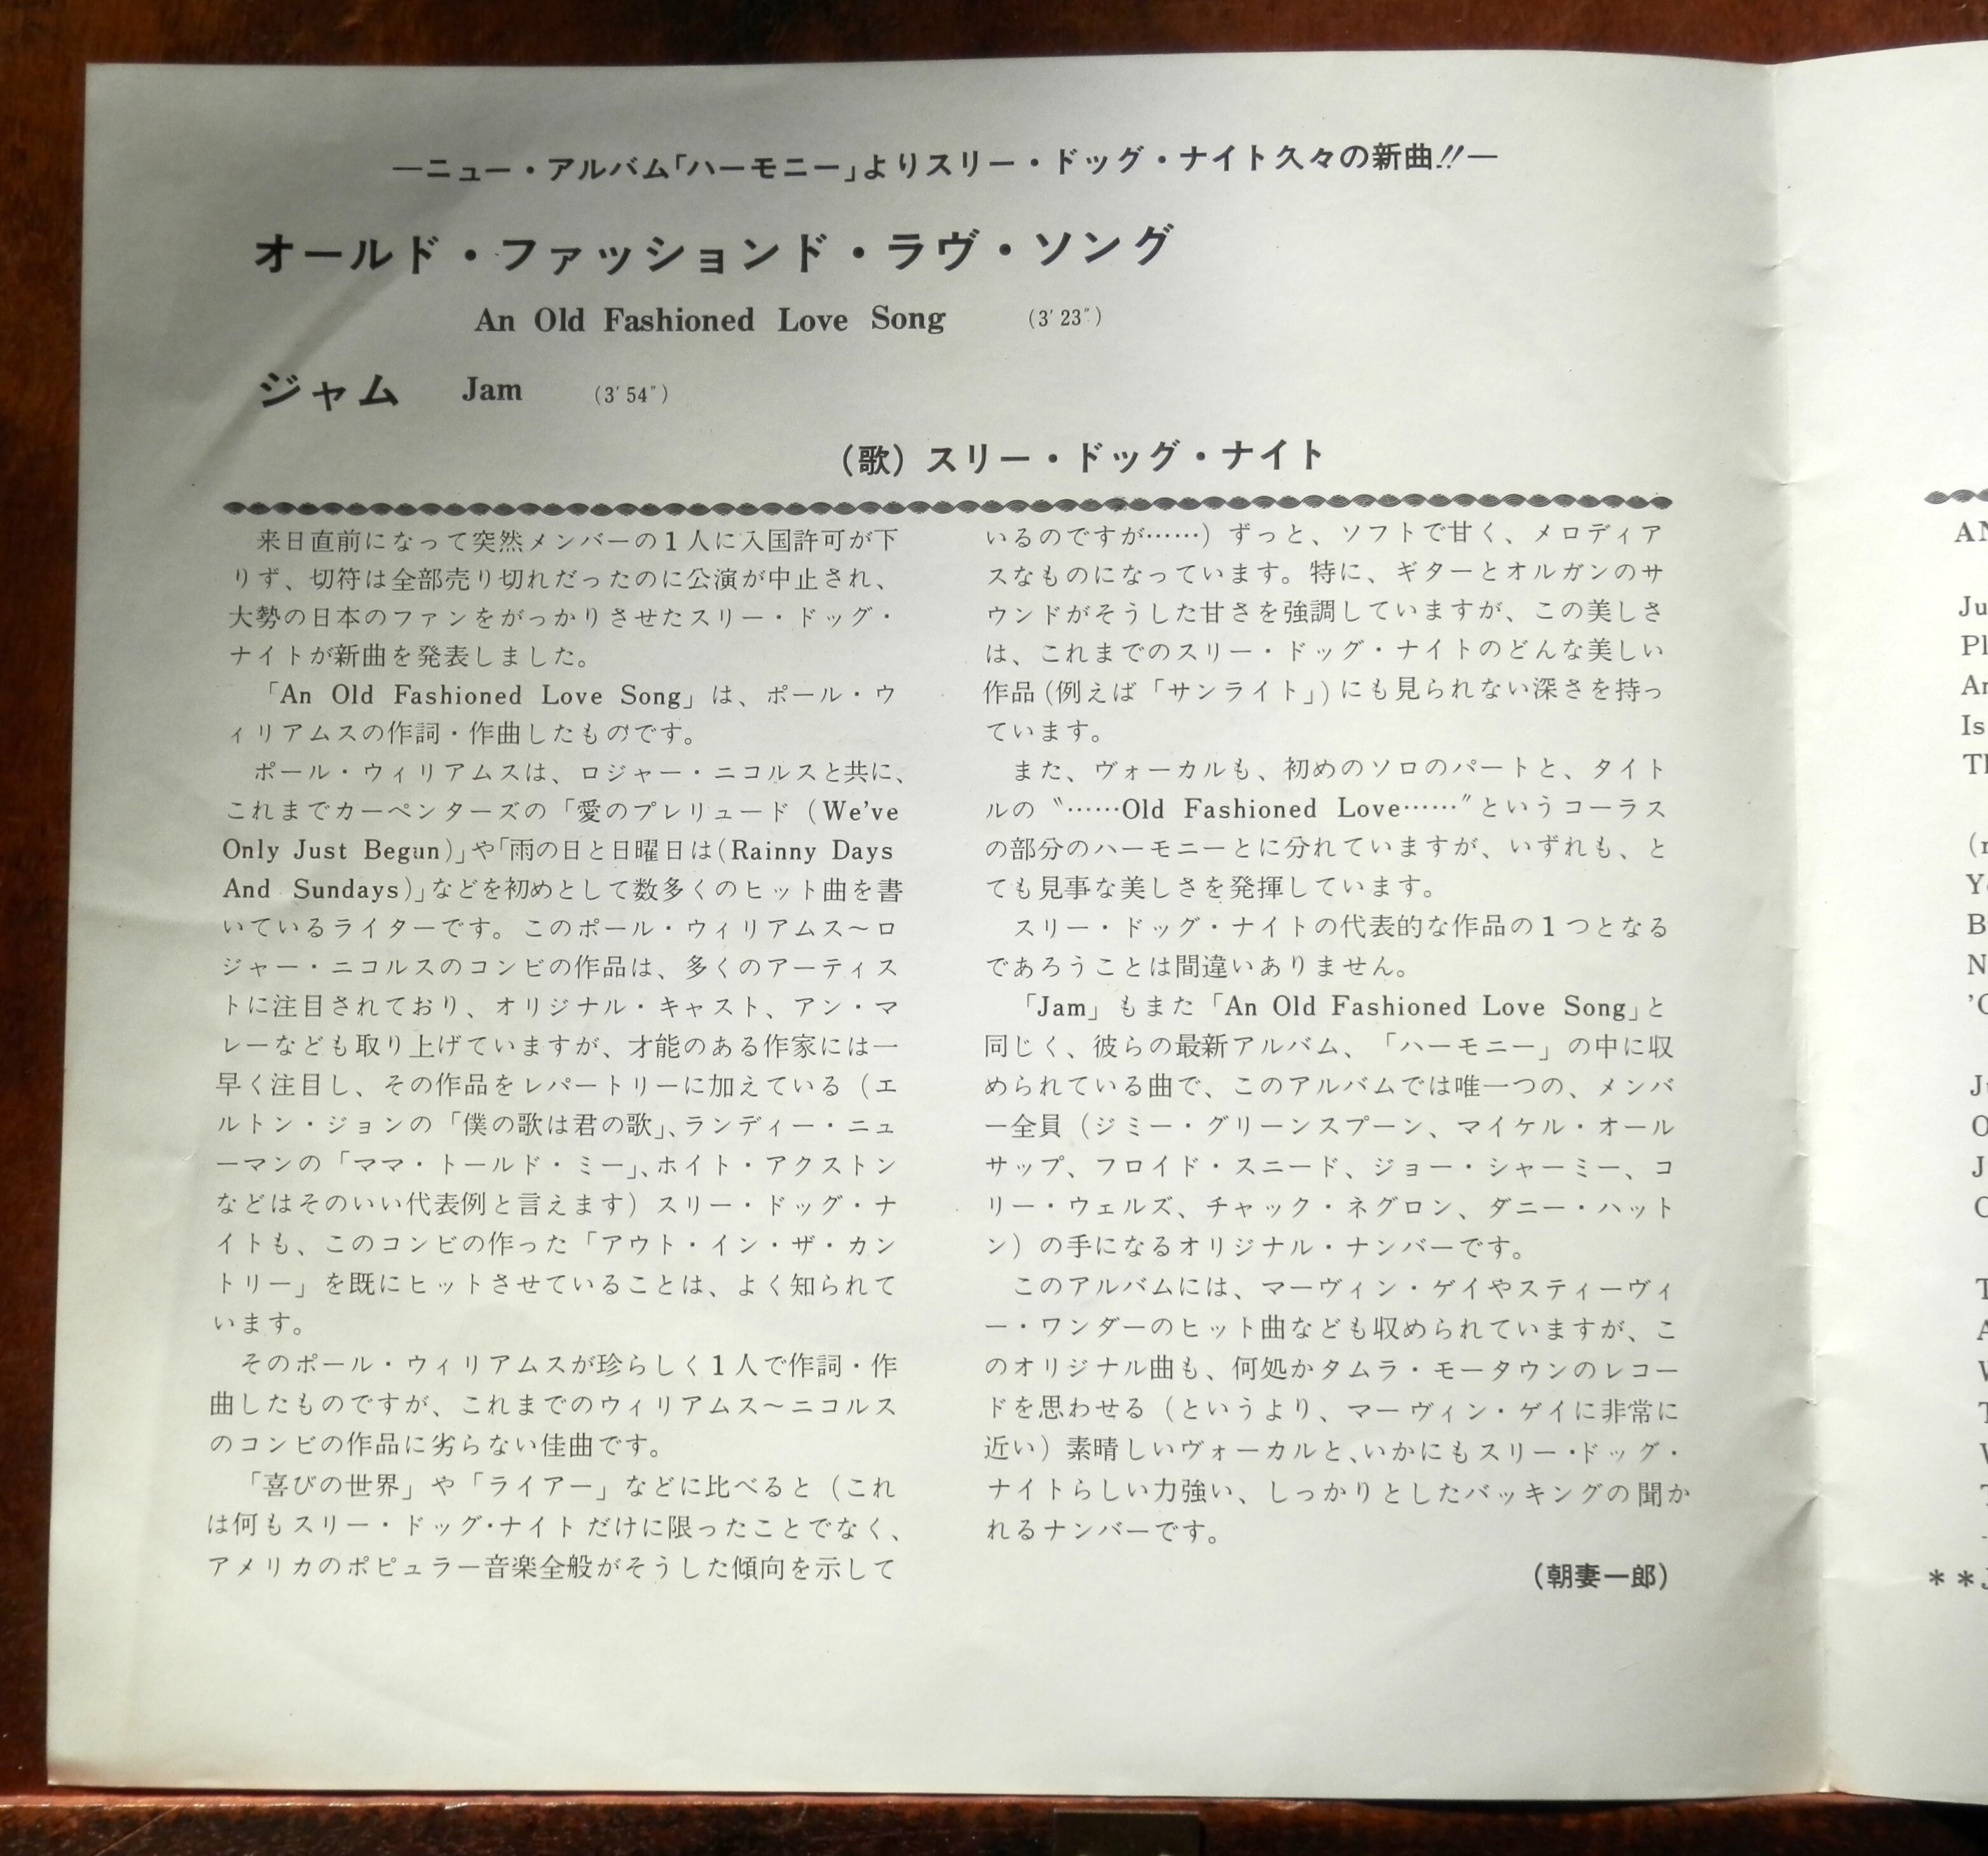 ―ニュー・アルバム「ハーモニー」よりスリー・ドッグ・ナイト久々の新曲!!―
オールド・ファッションド・ラヴ・ソング
An Old Fashioned Love Song (3′23″)
ジャム Jam (3′54″)
(歌) スリー・ドッグ・ナイト
来日直前になって突然メンバーの1人に入国許可が下
りず、切符は全部売り切れだったのに公演が中止され、
大勢の日本のファンをがっかりさせたスリー・ドッグ・
ナイトが新曲を発表しました。
「An Old Fashioned Love Song」は、ポール・ウ
ィリアムスの作詞・作曲したものです。
ポール・ウィリアムスは、ロジャー・ニコルスと共に、
これまでカーペンターズの「愛のプレリュード (We've
Only Just Begun)」や「雨の日と日曜日は(Rainny Days
And Sundays)」などを初めとして数多くのヒット曲を書
いているライターです。このポール・ウィリアムス〜ロ
ジャー・ニコルスのコンビの作品は、多くのアーティス
トに注目されており、オリジナル・キャスト、アン・マ
レーなども取り上げていますが、才能のある作家には一
早く注目し、その作品をレパートリーに加えている (エ
ルトン・ジョンの「僕の歌は君の歌」、ランディー・ニュ
ーマンの「ママ・トールド・ミー」、ホイト・アクストン
などはそのいい代表例と言えます) スリー・ドッグ・ナ
イトも、このコンビの作った「アウト・イン・ザ・カン
トリー」を既にヒットさせていることは、よく知られて
います。
そのポール・ウィリアムスが珍らしく1人で作詞・作
曲したものですが、これまでのウィリアムス〜ニコルス
のコンビの作品に劣らない佳曲です。
「喜びの世界」や「ライアー」などに比べると (これ
は何もスリー・ドッグ・ナイトだけに限ったことでなく、
アメリカのポピュラー音楽全般がそうした傾向を示して
いるのですが……) ずっと、ソフトで甘く、メロディア
スなものになっています。特に、ギターとオルガンのサ
ウンドがそうした甘さを強調していますが、この美しさ
は、これまでのスリー・ドッグ・ナイトのどんな美しい
作品 (例えば「サンライト」) にも見られない深さを持っ
ています。
また、ヴォーカルも、初めのソロのパートと、タイト
ルの〝……Old Fashioned Love……″というコーラス
の部分のハーモニーとに分れていますが、いずれも、と
ても見事な美しさを発揮しています。
スリー・ドッグ・ナイトの代表的な作品の1つとなる
であろうことは間違いありません。
「Jam」もまた「An Old Fashioned Love Song」と
同じく、彼らの最新アルバム、「ハーモニー」の中に収
められている曲で、このアルバムでは唯一つの、メンバ
ー全員 (ジミー・グリーンスプーン、マイケル・オール
サップ、フロイド・スニード、ジョー・シャーミー、コ
リー・ウェルズ、チャック・ネグロン、ダニー・ハット
ン) の手になるオリジナル・ナンバーです。
このアルバムには、マーヴィン・ゲイやスティーヴィ
ー・ワンダーのヒット曲なども収められていますが、こ
のオリジナル曲も、何処かタムラ・モータウンのレコー
ドを思わせる (というより、マーヴィン・ゲイに非常に
近い) 素晴しいヴォーカルと、いかにもスリー・ドッグ・
ナイトらしい力強い、しっかりとしたバッキングの聞か
れるナンバーです。
(朝妻一郎)